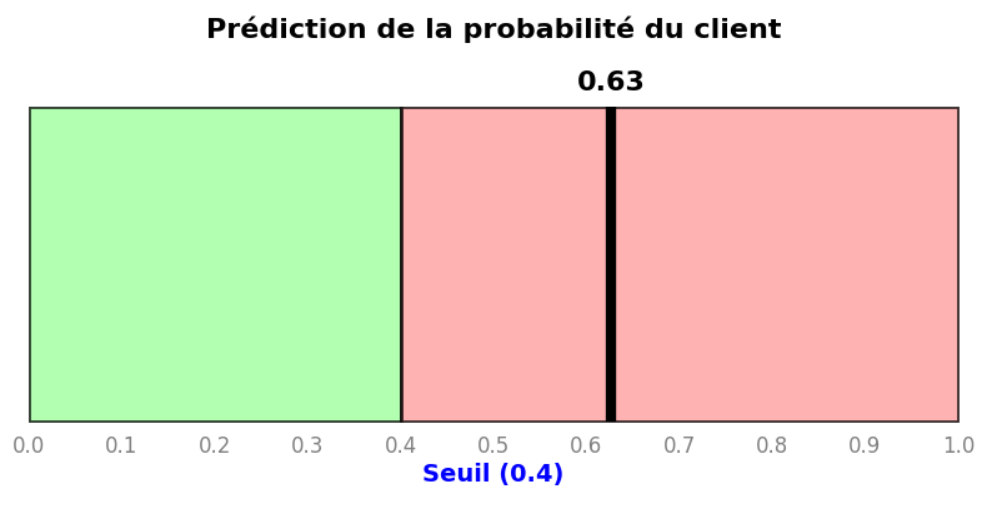 Prédiction de la probabilité du client
0.63
0.0 0.1 0.2 0.3 0.4 0.5 0.6 0.7 0.8 0.9 1.0
Seuil (0.4)